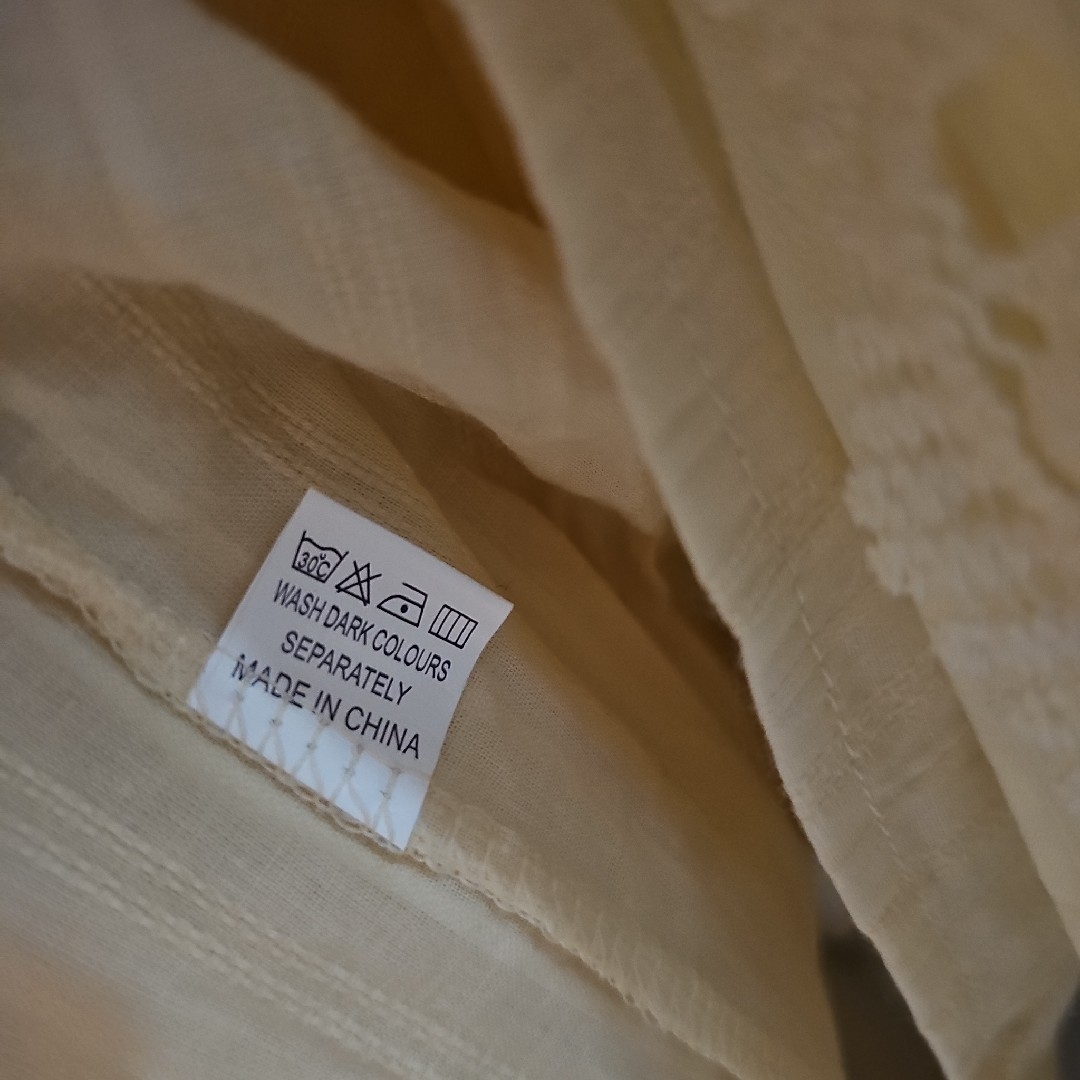 30°C
WASH DARK COLOURS
SEPARATELY
MADE IN CHINA